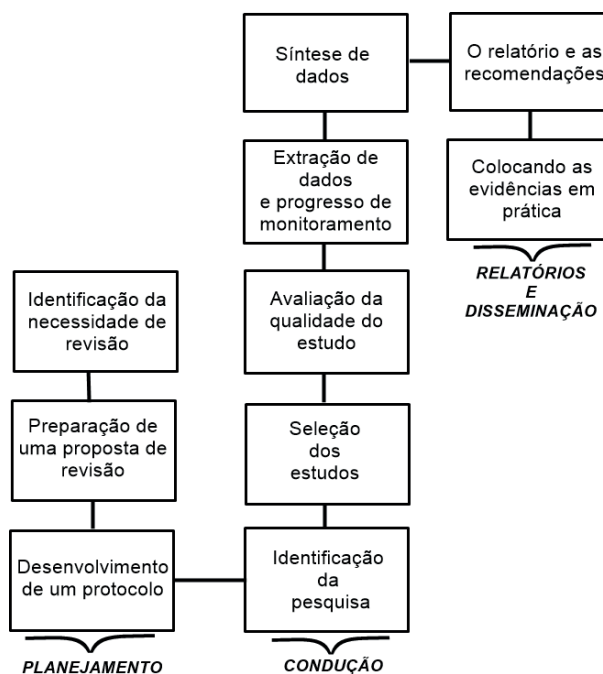 Síntese de
dados
O relatório e as
recomendações
Extração de
dados
e progresso de
monitoramento
Colocando as
evidências em
prática
RELATÓRIOS
E
DISSEMINAÇÃO
Identificação da
necessidade de
revisão
Avaliação da
qualidade do
estudo
Preparação de
uma proposta de
revisão
Seleção
dos
estudos
Desenvolvimento
de um protocolo
Identificação
da
pesquisa
PLANEJAMENTO
CONDUÇÃO